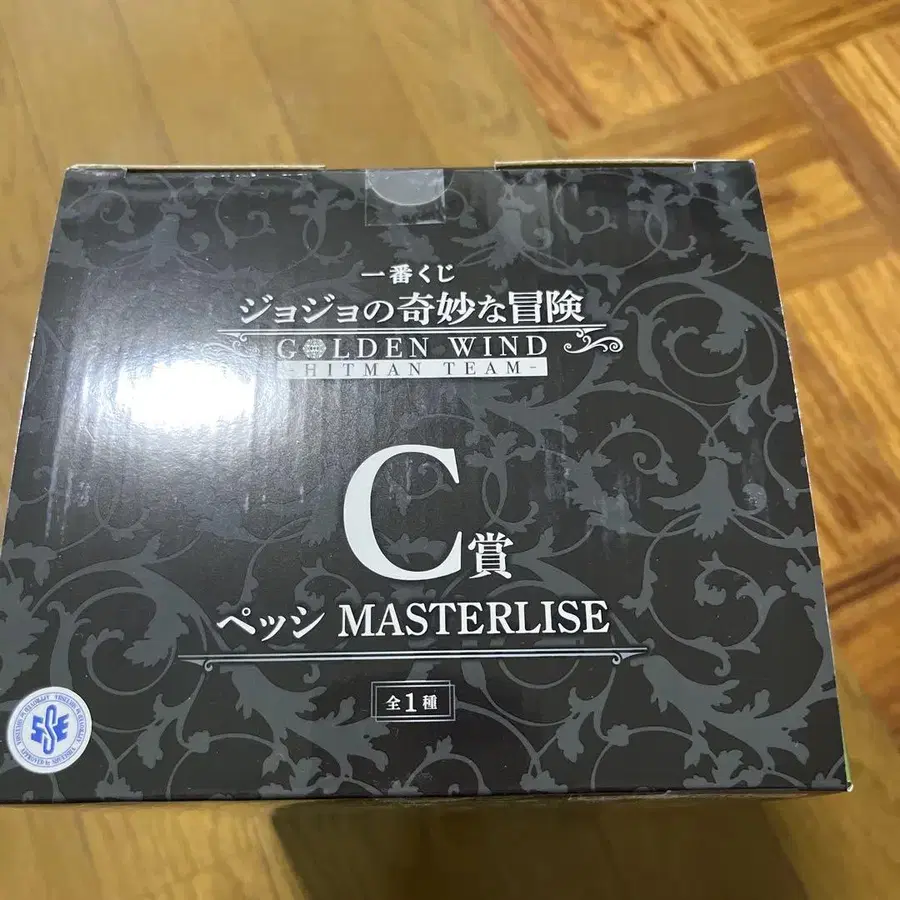 一番くじ
ジョジョの奇妙な冒険
GOLDEN WIND
-HITMAN TEAM-
C賞
ペッシ MASTERLISE
全1種